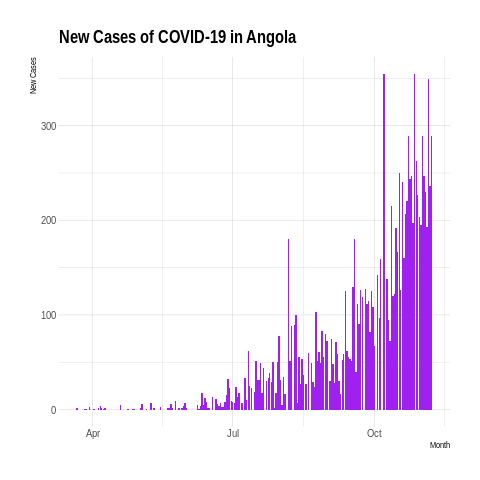 New Cases of COVID-19 in Angola
New Cases
300
200
100
0
Apr
Jul
Oct
Month